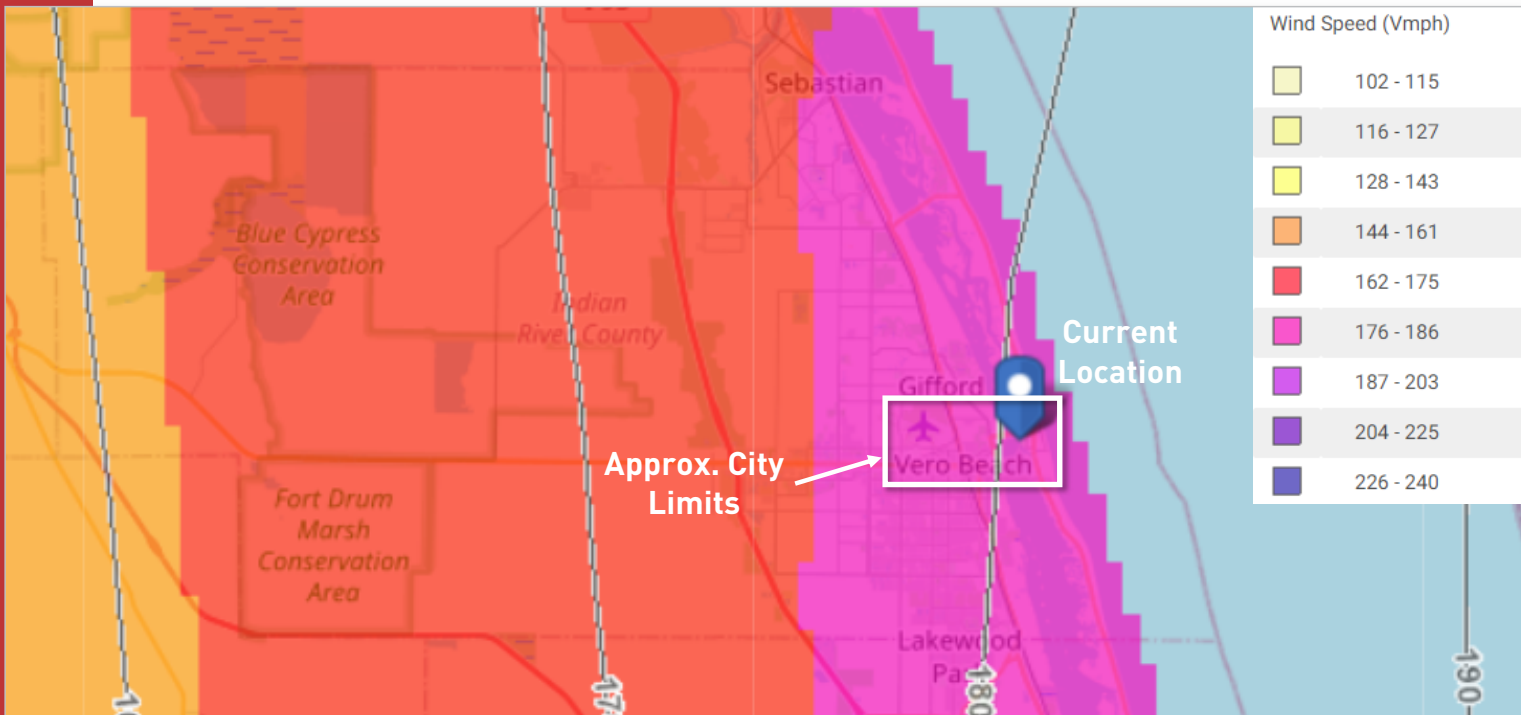 Wind Speed (Vmph)
102 - 115
116 - 127
128 - 143
144 - 161
162 - 175
176 - 186
187 - 203
204 - 225
226 - 240
Sebastian
Blue Cypress
Conservation
Area
Indian
River County
Current
Location
Gifford
Approx. City
Limits
Vero Beach
Fort Drum
Marsh
Conservation
Area
Lakewood
180
190